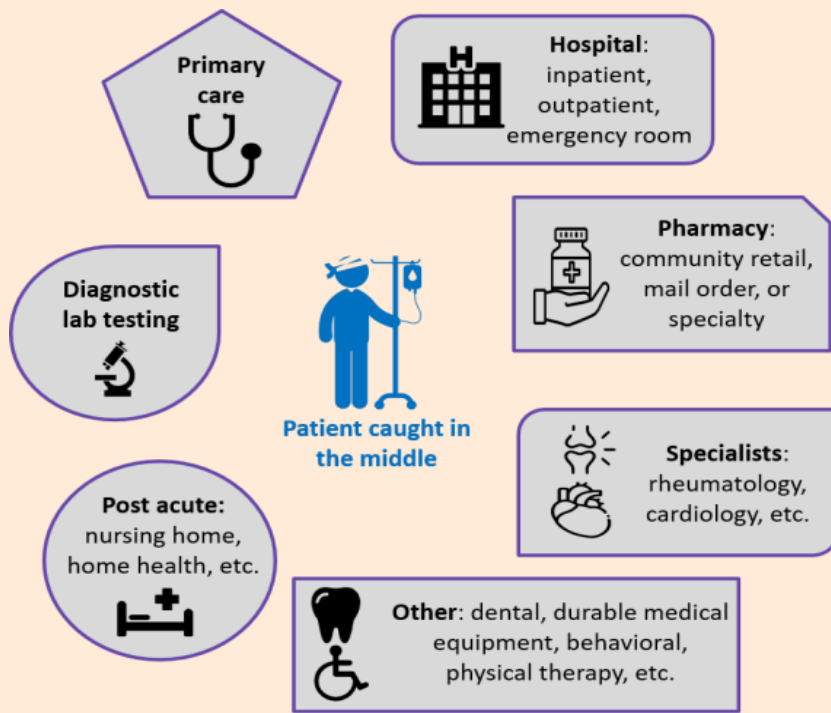 Primary
care
H
Hospital:
inpatient,
outpatient,
emergency room
Pharmacy:
community retail,
mail order, or
specialty
Diagnostic
lab testing
Patient caught in
the middle
Specialists:
rheumatology,
cardiology, etc.
Post acute:
nursing home,
home health, etc.
Other: dental, durable medical
equipment, behavioral,
physical therapy, etc.